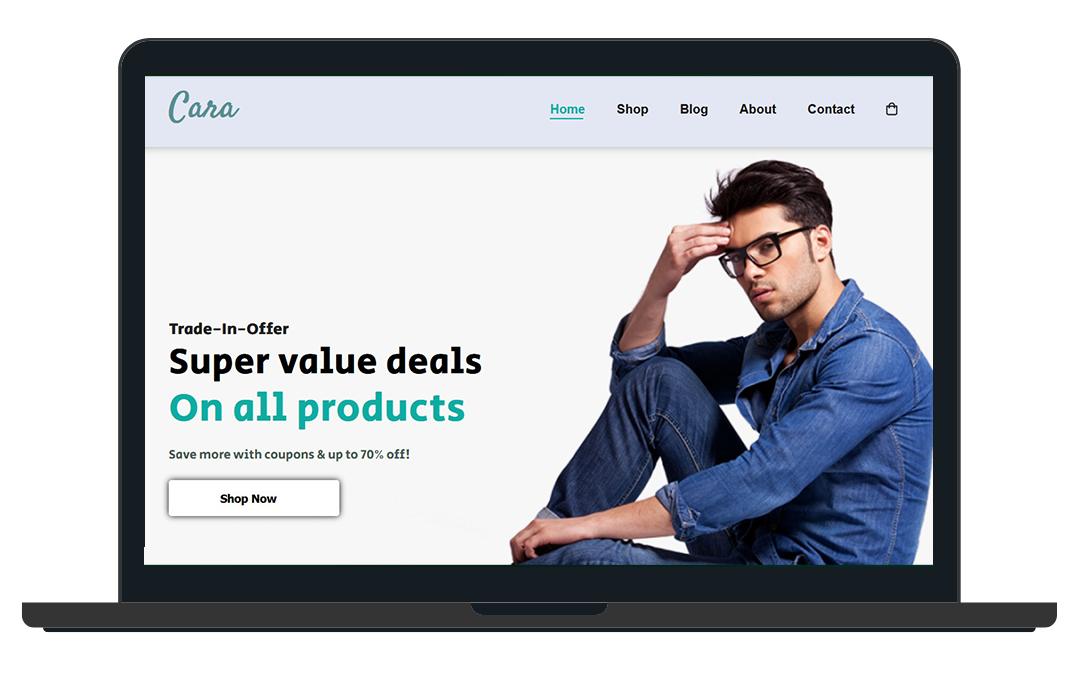 Cara
Home Shop Blog About Contact
Trade-In-Offer
Super value deals
On all products
Save more with coupons & up to 70% off!
Shop Now